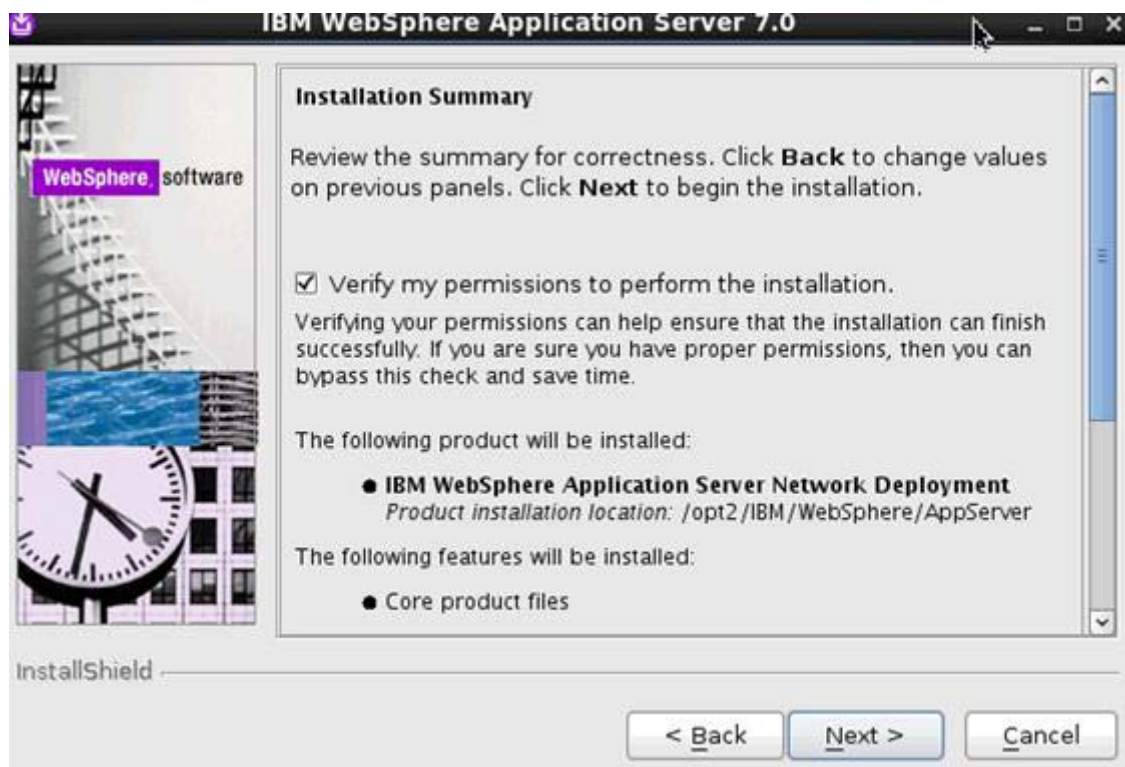 IBM WebSphere Application Server 7.0
WebSphere software
Installation Summary
Review the summary for correctness. Click Back to change values
on previous panels. Click Next to begin the installation.
Verify my permissions to perform the installation.
Verifying your permissions can help ensure that the installation can finish
successfully. If you are sure you have proper permissions, then you can
bypass this check and save time.
The following product will be installed:
IBM WebSphere Application Server Network Deployment
Product installation location: /opt2/IBM/WebSphere/AppServer
The following features will be installed:
Core product files
InstallShield
< Back
Next >
Cancel